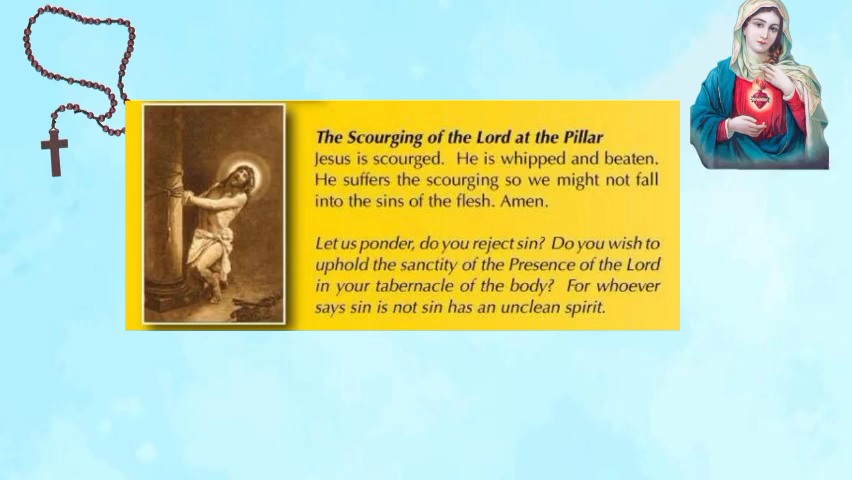 The Scourging of the Lord at the Pillar
Jesus is scourged. He is whipped and beaten.
He suffers the scourging so we might not fall
into the sins of the flesh. Amen.
Let us ponder, do you reject sin? Do you wish to
uphold the sanctity of the Presence of the Lord
in your tabernacle of the body? For whoever
says sin is not sin has an unclean spirit.